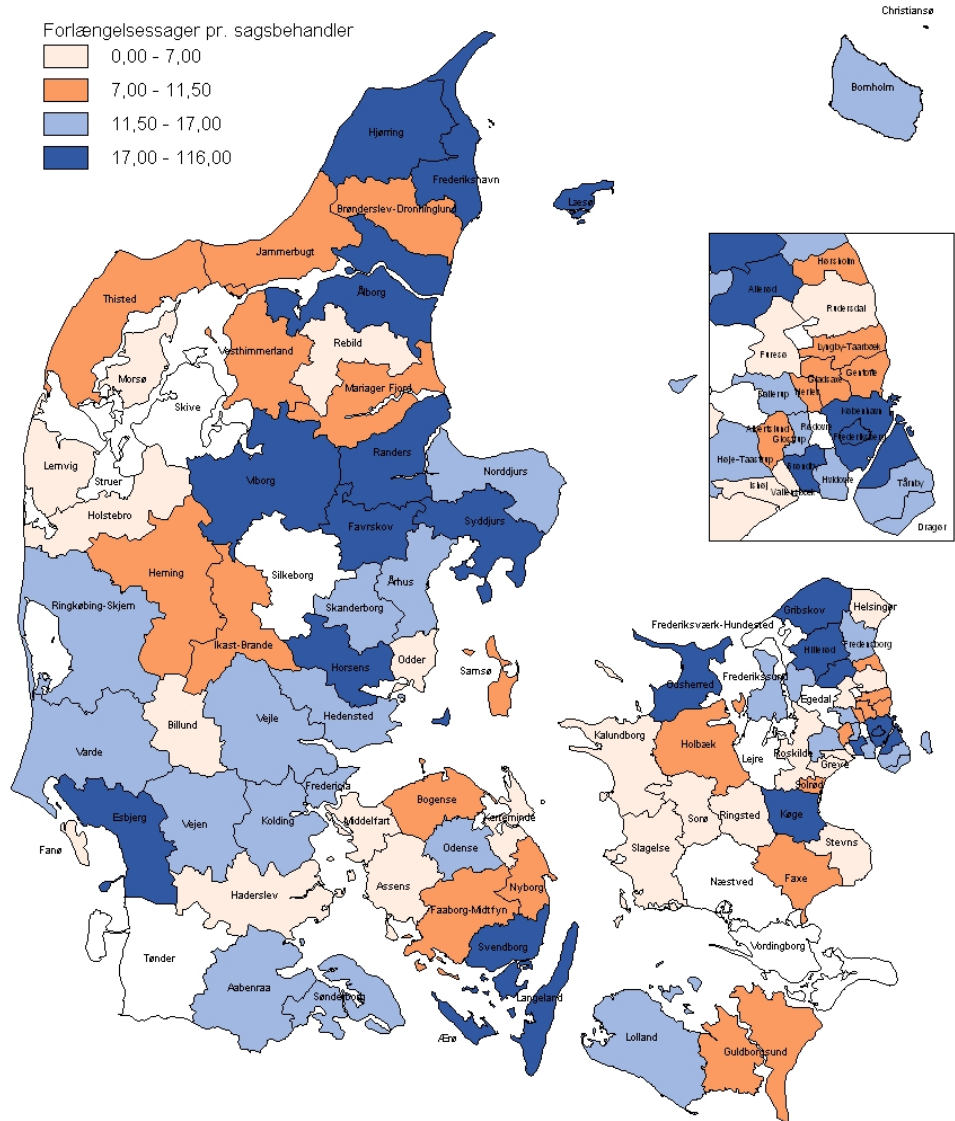 Christiansø
Forlængelsessager pr. sagsbehandler
0,00 - 7,00
7,00 - 11,50
11,50 - 17,00
17,00 - 116,00
Bornholm
Hjørring
Frederikshavn
Læsø
Brønderslev-Dronninglund
Jammerbugt
Thisted
Ålborg
Vesthimmerland
Rebild
Morsø
Mariager Fjord
Skive
Lemvig
Struer
Viborg
Randers
Norddjurs
Holstebro
Favrskov
Syddjurs
Herning
Silkeborg
Århus
Ringkøbing-Skjern
Skanderborg
Ikast-Brande
Horsens
Odder
Samsø
Billund
Vejle
Hedensted
Varde
Fredericia
Esbjerg
Vejen
Kolding
Fanø
Haderslev
Tønder
Aabenraa
Sønderborg
Bogense
Middelfart
Kerteminde
Odense
Assens
Nyborg
Faaborg-Midtfyn
Svendborg
Langeland
Ærø
Hørsholm
Allerød
Rudersdal
Furesø
Lyngby-Taarbæk
Gentofte
Gladsaxe
Ballerup
Herlev
København
Albertslund
Rødovre
Glostrup
Frederiksberg
Høje-Taastrup
Brøndby
Hvidovre
Ishøj
Vallensbæk
Tårnby
Dragør
Gribskov
Helsingør
Frederiksværk-Hundested
Hillerød
Fredensborg
Odsherred
Frederikssund
Egedal
Kalundborg
Holbæk
Lejre
Roskilde
Greve
Solrød
Sorø
Ringsted
Køge
Stevns
Slagelse
Næstved
Faxe
Vordingborg
Lolland
Guldborgsund